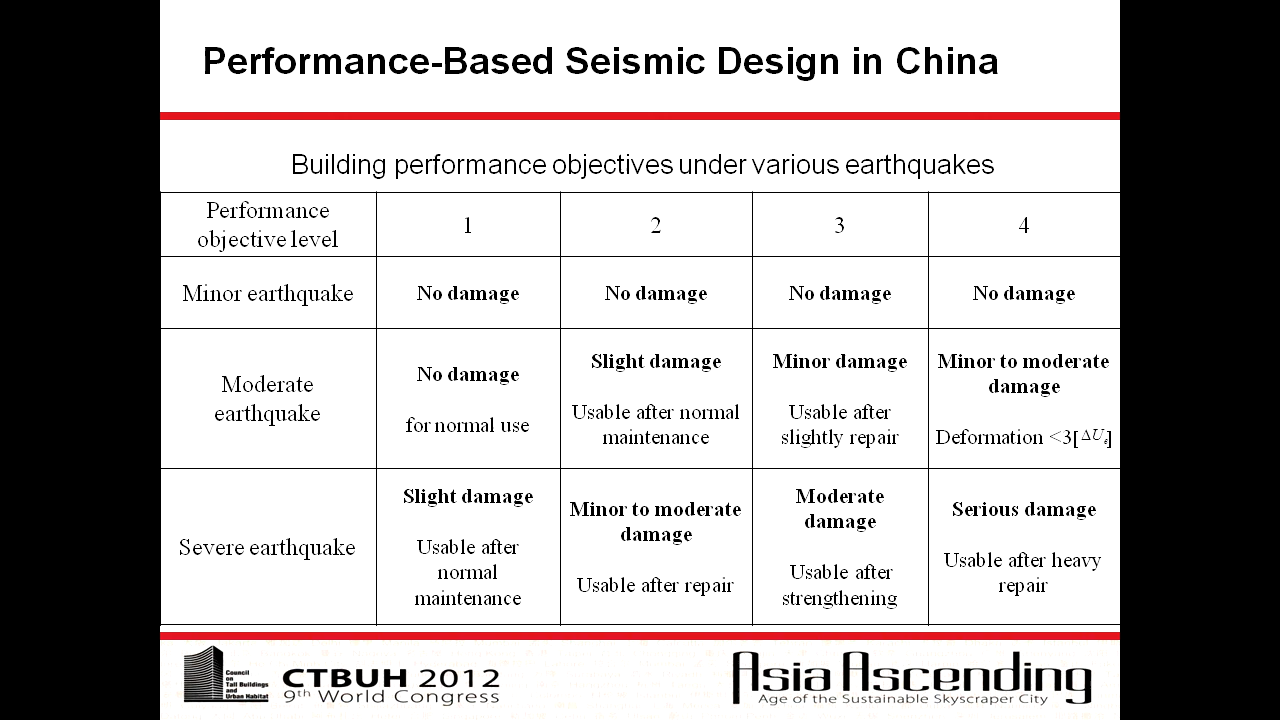 Performance-Based Seismic Design in China
Building performance objectives under various earthquakes
Performance
objective level
1
2
3
4
Minor earthquake
No damage
No damage
No damage
No damage
Moderate
earthquake
No damage
for normal use
Slight damage
Usable after normal
maintenance
Minor damage
Usable after
slightly repair
Minor to moderate
damage
Deformation <3[ΔUₑ]
Severe earthquake
Slight damage
Usable after
normal
maintenance
Minor to moderate
damage
Usable after repair
Moderate
damage
Usable after
strengthening
Serious damage
Usable after heavy
repair
Council
on
Tall Buildings
and
Urban Habitat
CTBUH 2012
9th World Congress
Asia Ascending
Age of the Sustainable Skyscraper City